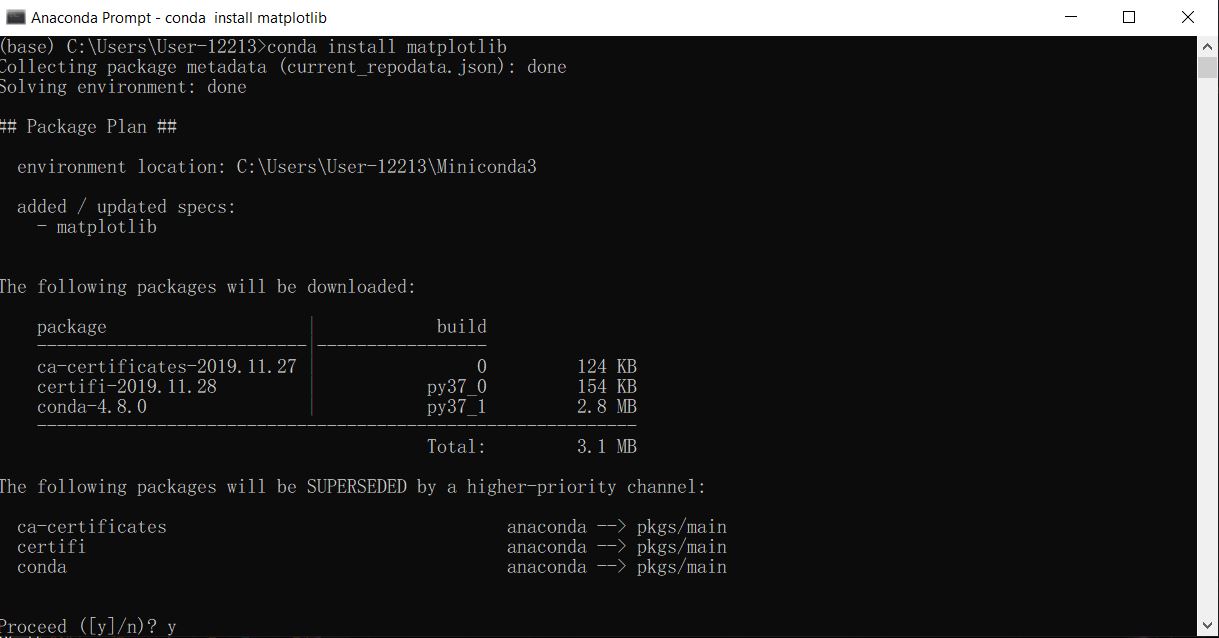 Anaconda Prompt - conda  install matplotlib
(base) C:\Users\User-12213>conda install matplotlib
Collecting package metadata (current_repodata.json): done
Solving environment: done
## Package Plan ##
environment location: C:\Users\User-12213\Miniconda3
added / updated specs:
- matplotlib
The following packages will be downloaded:
package | build
---------------------------|-----------------
ca-certificates-2019.11.27 | 0 124 KB
certifi-2019.11.28 | py37_0 154 KB
conda-4.8.0 | py37_1 2.8 MB
------------------------------------------------------------
Total: 3.1 MB
The following packages will be SUPERSEDED by a higher-priority channel:
ca-certificates anaconda --> pkgs/main
certifi anaconda --> pkgs/main
conda anaconda --> pkgs/main
Proceed ([y]/n)? y